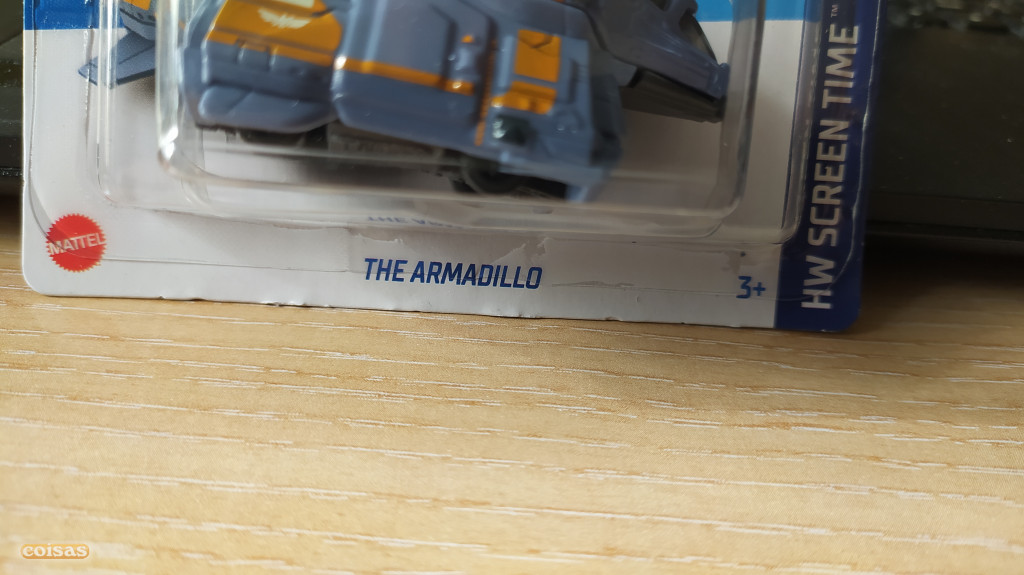 MATTEL
THE ARMADILLO
3+
HW SCREEN TIME™
coisas